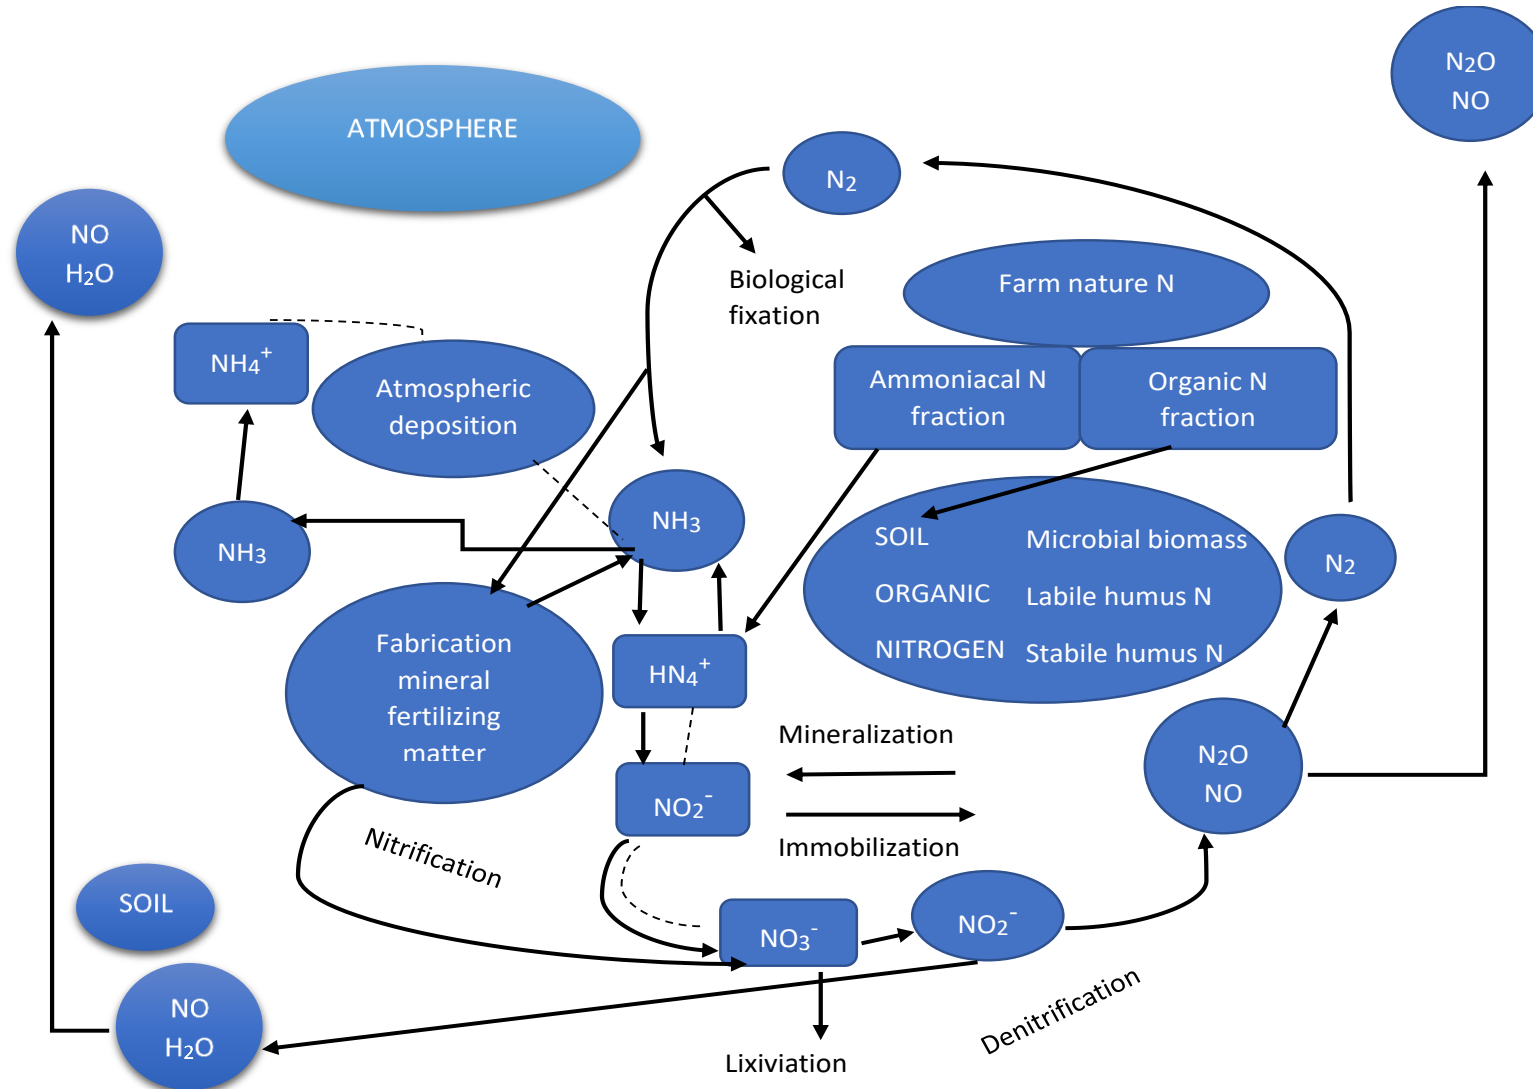 N₂O
NO
ATMOSPHERE
N₂
NO
H₂O
Biological
fixation
Farm nature N
NH₄⁺
Atmospheric
deposition
Ammoniacal N
fraction
Organic N
fraction
NH₃
NH₃
SOIL
Microbial biomass
ORGANIC
Labile humus N
NITROGEN
Stabile humus N
N₂
Fabrication
mineral
fertilizing
matter
HN₄⁺
Mineralization
N₂O
NO
NO₂⁻
Immobilization
Nitrification
SOIL
NO₃⁻
NO₂⁻
NO
H₂O
Denitrification
Lixiviation